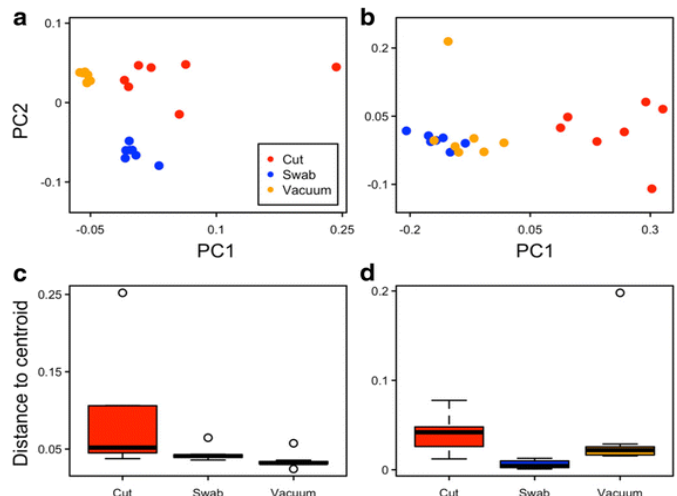 a
b
0.1
0
-0.1
PC2
Cut
Swab
Vacuum
-0.05
0.1
0.25
PC1
0.2
0.05
-0.1
-0.2
0.05
0.3
PC1
c
d
0.25
0.15
0.05
Distance to centroid
Cut
Swab
Vacuum
0.2
0.1
0
Cut
Swab
Vacuum